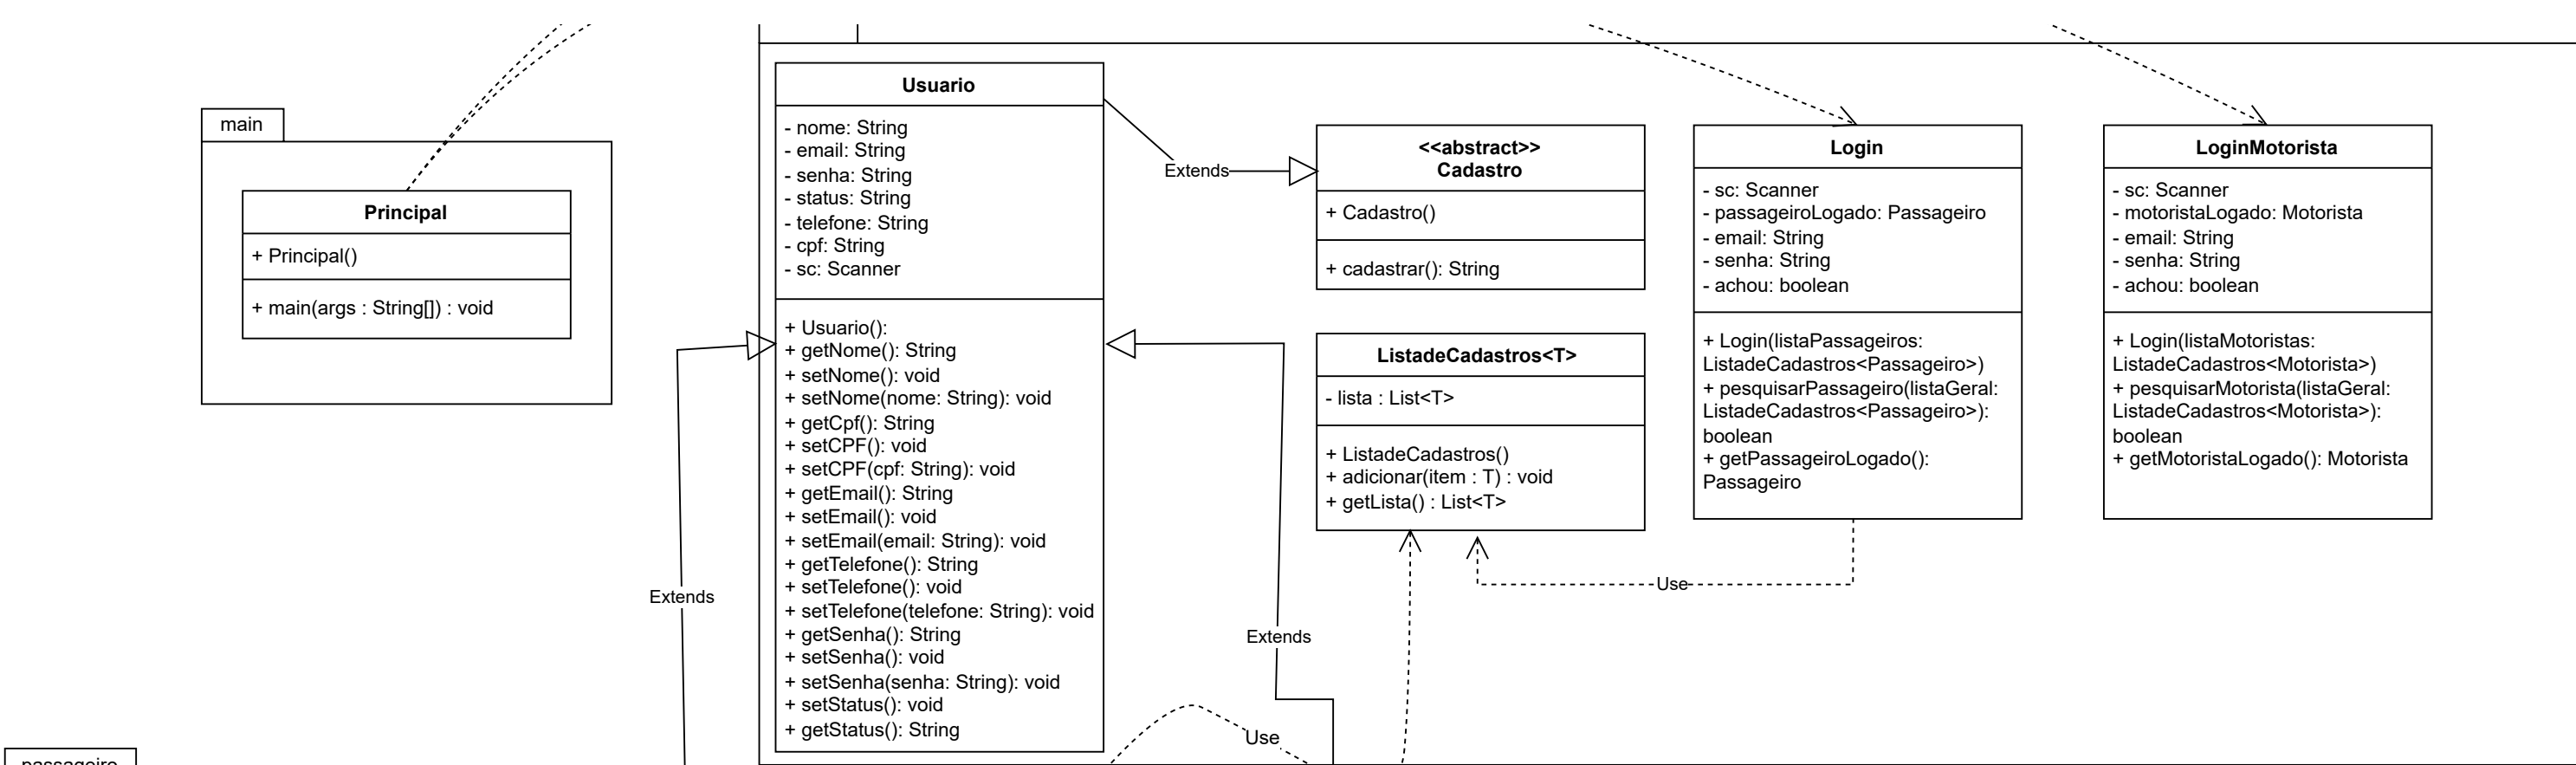 main
Principal
+ Principal()
+ main(args : String[]) : void
Usuario
- nome: String
- email: String
- senha: String
- status: String
- telefone: String
- cpf: String
- sc: Scanner
+ Usuario():
+ getNome(): String
+ setNome(): void
+ setNome(nome: String): void
+ getCpf(): String
+ setCPF(): void
+ setCPF(cpf: String): void
+ getEmail(): String
+ setEmail(): void
+ setEmail(email: String): void
+ getTelefone(): String
+ setTelefone(): void
+ setTelefone(telefone: String): void
+ getSenha(): String
+ setSenha(): void
+ setSenha(senha: String): void
+ setStatus(): void
+ getStatus(): String
Extends
Extends
Extends
<<abstract>>
Cadastro
+ Cadastro()
+ cadastrar(): String
ListadeCadastros<T>
- lista : List<T>
+ ListadeCadastros()
+ adicionar(item : T) : void
+ getLista() : List<T>
Login
- sc: Scanner
- passageiroLogado: Passageiro
- email: String
- senha: String
- achou: boolean
+ Login(listaPassageiros:
ListadeCadastros<Passageiro>)
+ pesquisarPassageiro(listaGeral:
ListadeCadastros<Passageiro>):
boolean
+ getPassageiroLogado():
Passageiro
LoginMotorista
- sc: Scanner
- motoristaLogado: Motorista
- email: String
- senha: String
- achou: boolean
+ Login(listaMotoristas:
ListadeCadastros<Motorista>)
+ pesquisarMotorista(listaGeral:
ListadeCadastros<Motorista>):
boolean
+ getMotoristaLogado(): Motorista
Use
Use
passageiro